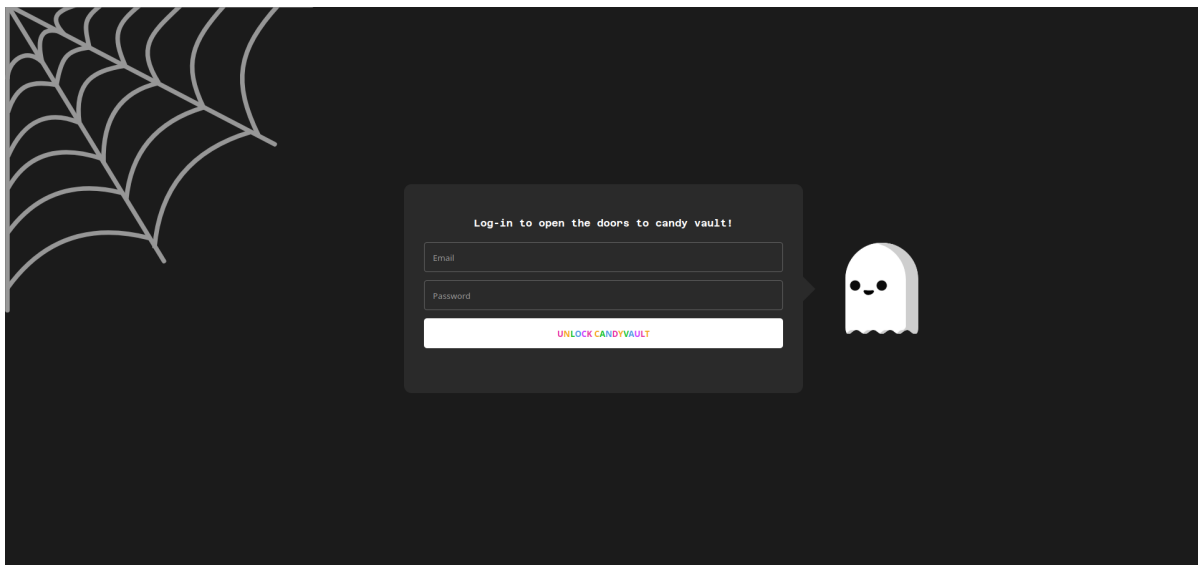 Log-in to open the doors to candy vault!
Email
Password
UNLOCK CANDYVAULT